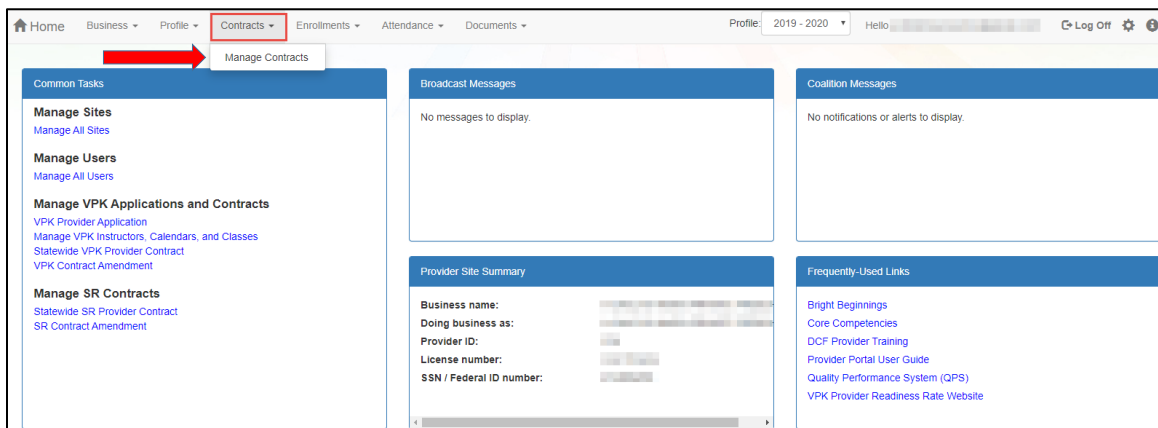 Home Business Profile Contracts Enrollments Attendance Documents Profile: 2019 - 2020 Hello Log Off
Manage Contracts
Common Tasks
Manage Sites
Manage All Sites
Manage Users
Manage All Users
Manage VPK Applications and Contracts
VPK Provider Application
Manage VPK Instructors, Calendars, and Classes
Statewide VPK Provider Contract
VPK Contract Amendment
Manage SR Contracts
Statewide SR Provider Contract
SR Contract Amendment
Broadcast Messages
No messages to display.
Coalition Messages
No notifications or alerts to display.
Provider Site Summary
Business name:
Doing business as:
Provider ID:
License number:
SSN / Federal ID number:
Frequently-Used Links
Bright Beginnings
Core Competencies
DCF Provider Training
Provider Portal User Guide
Quality Performance System (QPS)
VPK Provider Readiness Rate Website